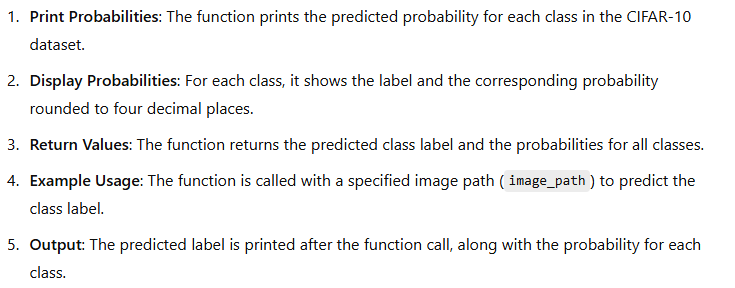 1. Print Probabilities: The function prints the predicted probability for each class in the CIFAR-10
dataset.
2. Display Probabilities: For each class, it shows the label and the corresponding probability
rounded to four decimal places.
3. Return Values: The function returns the predicted class label and the probabilities for all classes.
4. Example Usage: The function is called with a specified image path ( image_path ) to predict the
class label.
5. Output: The predicted label is printed after the function call, along with the probability for each
class.